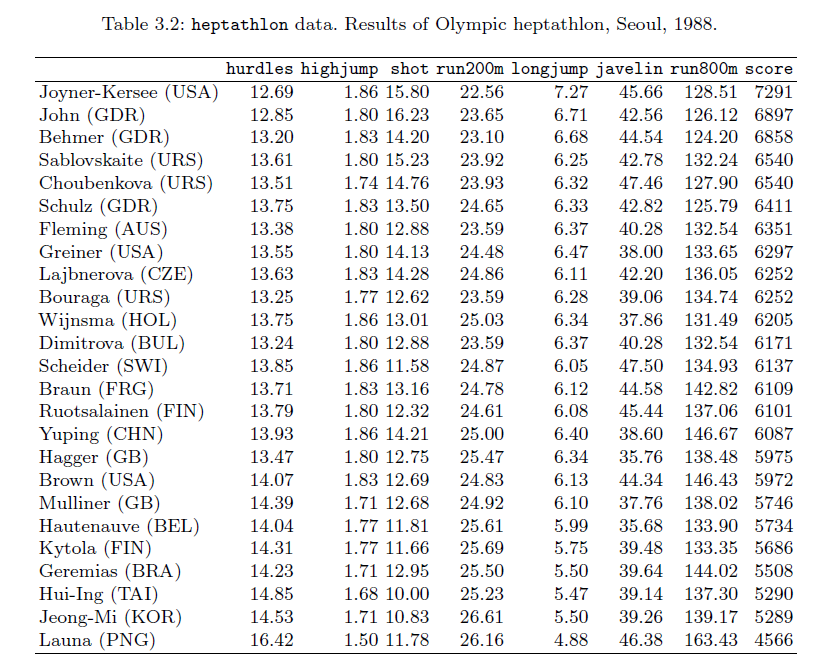 Table 3.2: heptathlon data. Results of Olympic heptathlon, Seoul, 1988.
hurdles highjump shot run200m longjump javelin run800m score
Joyner-Kersee (USA) 12.69 1.86 15.80 22.56 7.27 45.66 128.51 7291
John (GDR) 12.85 1.80 16.23 23.65 6.71 42.56 126.12 6897
Behmer (GDR) 13.20 1.83 14.20 23.10 6.68 44.54 124.20 6858
Sablovskaite (URS) 13.61 1.80 15.23 23.92 6.25 42.78 132.24 6540
Choubenkova (URS) 13.51 1.74 14.76 23.93 6.32 47.46 127.90 6540
Schulz (GDR) 13.75 1.83 13.50 24.65 6.33 42.82 125.79 6411
Fleming (AUS) 13.38 1.80 12.88 23.59 6.37 40.28 132.54 6351
Greiner (USA) 13.55 1.80 14.13 24.48 6.47 38.00 133.65 6297
Lajbnerova (CZE) 13.63 1.83 14.28 24.86 6.11 42.20 136.05 6252
Bouraga (URS) 13.25 1.77 12.62 23.59 6.28 39.06 134.74 6252
Wijnsma (HOL) 13.75 1.86 13.01 25.03 6.34 37.86 131.49 6205
Dimitrova (BUL) 13.24 1.80 12.88 23.59 6.37 40.28 132.54 6171
Scheider (SWI) 13.85 1.86 11.58 24.87 6.05 47.50 134.93 6137
Braun (FRG) 13.71 1.83 13.16 24.78 6.12 44.58 142.82 6109
Ruotsalainen (FIN) 13.79 1.80 12.32 24.61 6.08 45.44 137.06 6101
Yuping (CHN) 13.93 1.86 14.21 25.00 6.40 38.60 146.67 6087
Hagger (GB) 13.47 1.80 12.75 25.47 6.34 35.76 138.48 5975
Brown (USA) 14.07 1.83 12.69 24.83 6.13 44.34 146.43 5972
Mulliner (GB) 14.39 1.71 12.68 24.92 6.10 37.76 138.02 5746
Hautenauve (BEL) 14.04 1.77 11.81 25.61 5.99 35.68 133.90 5734
Kytola (FIN) 14.31 1.77 11.66 25.69 5.75 39.48 133.35 5686
Geremias (BRA) 14.23 1.71 12.95 25.50 5.50 39.64 144.02 5508
Hui-Ing (TAI) 14.85 1.68 10.00 25.23 5.47 39.14 137.30 5290
Jeong-Mi (KOR) 14.53 1.71 10.83 26.61 5.50 39.26 139.17 5289
Launa (PNG) 16.42 1.50 11.78 26.16 4.88 46.38 163.43 4566